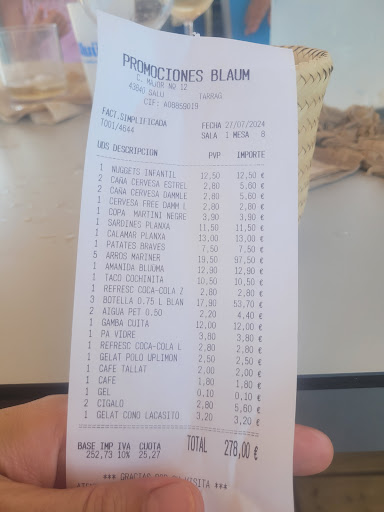 PROMOCIONES BLAUM
C. MAJOR NO 12
43840 SALU TARRAG
CIF: A08859019
FACT.SIMPLIFICADA FECHA 27/07/2024
T001/4644 SALA 1 MESA 8
UDS DESCRIPCION PVP IMPORTE
1 NUGGETS INFANTIL 12,50 12,50 €
2 CAÑA CERVESA ESTREL 2,80 5,60 €
2 CAÑA CERVESA DAMMLE 2,80 5,60 €
1 CERVESA FREE DAMM L 2,80 2,80 €
1 COPA MARTINI NEGRE 3,90 3,90 €
1 SARDINES PLANXA 11,50 11,50 €
1 CALAMAR PLANXA 13,00 13,00 €
1 PATATES BRAVES 7,50 7,50 €
5 ARROS MARINER 19,50 97,50 €
1 AMANIDA BLUUMA 12,90 12,90 €
1 TACO COCHINITA 10,50 10,50 €
1 REFRESC COCA-COLA Z 2,80 2,80 €
3 BOTELLA 0.75 L BLAN 17,90 53,70 €
2 AIGUA PET 0.50 2,20 4,40 €
1 GAMBA CUITA 12,00 12,00 €
1 PA VIDRE 3,80 3,80 €
1 REFRESC COCA-COLA L 2,80 2,80 €
1 GELAT POLO UPLIMON 2,50 2,50 €
1 CAFE TALLAT 2,00 2,00 €
1 CAFE 1,80 1,80 €
1 GEL 0,10 0,10 €
2 CIGALO 2,80 5,60 €
1 GELAT CONO LACASITO 3,20 3,20 €
BASE IMP IVA CUOTA TOTAL 278,00 €
252,73 10% 25,27
*** GRACIAS POR SU VISITA ***